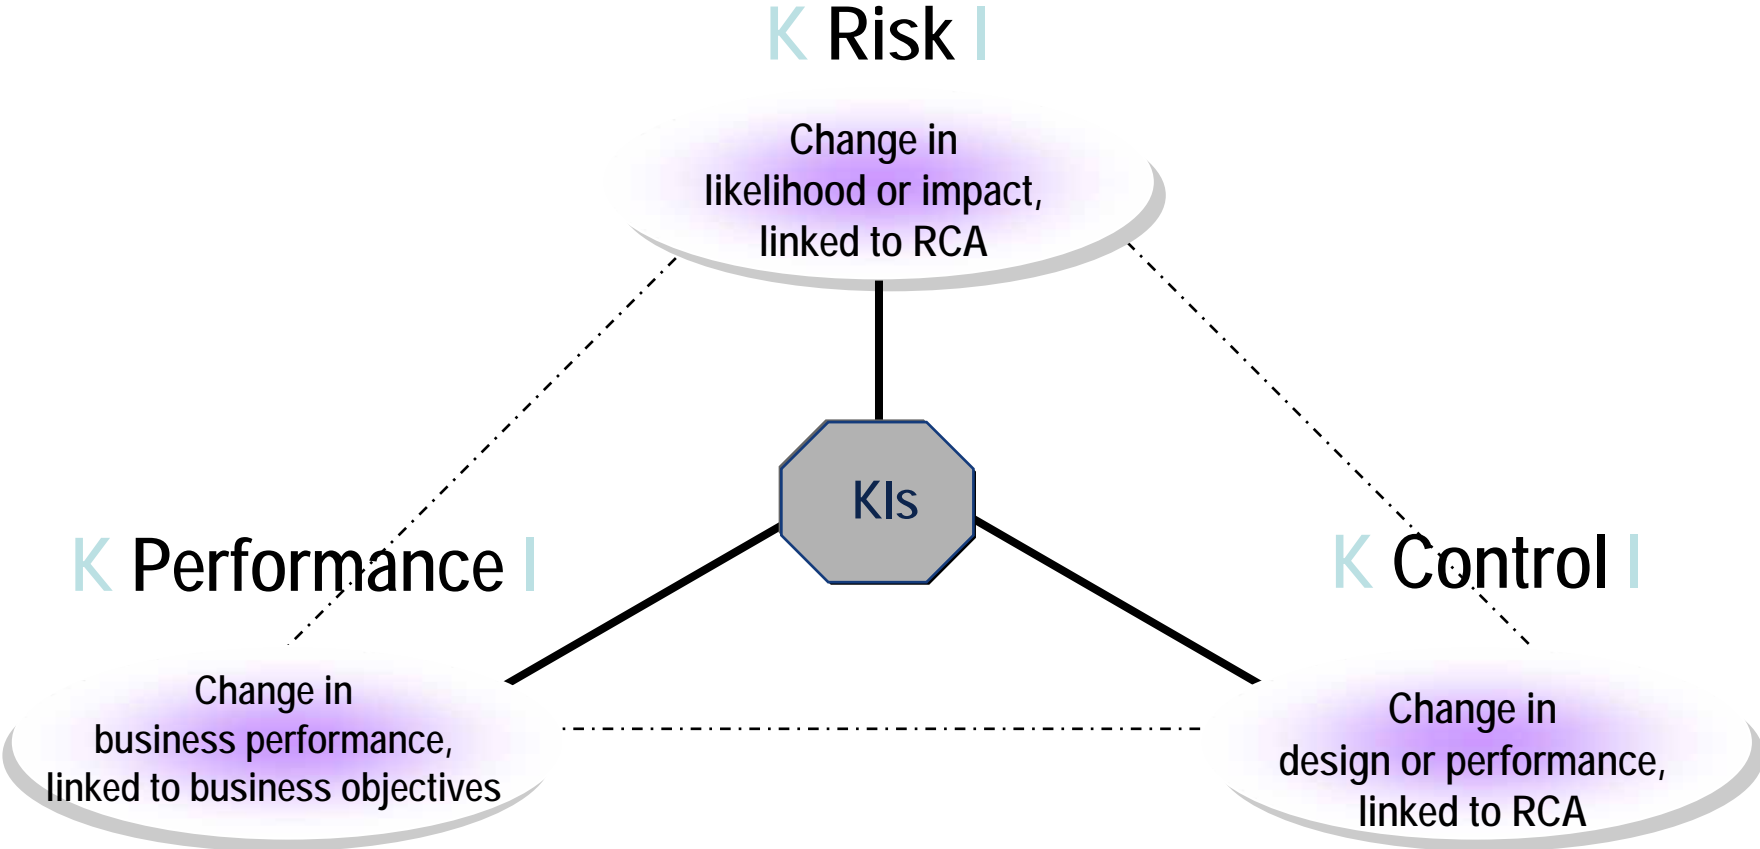 K Risk I
Change in
likelihood or impact,
linked to RCA
KIs
K Performance I
Change in
business performance,
linked to business objectives
K Control I
Change in
design or performance,
linked to RCA